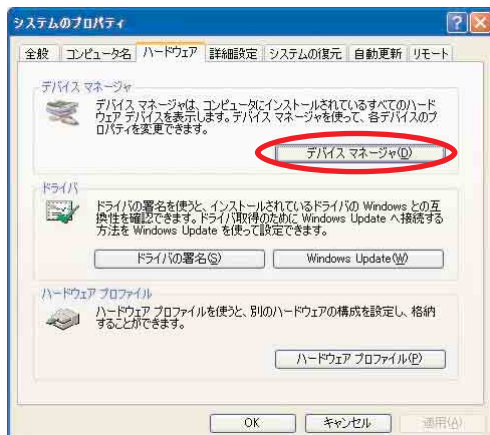 システムのプロパティ
全般 コンピュータ名 ハードウェア 詳細設定 システムの復元 自動更新 リモート
デバイス マネージャ
デバイス マネージャは、コンピュータにインストールされているすべてのハード
ウェア デバイスを表示します。デバイス マネージャを使って、各デバイスのプ
ロパティを変更できます。
デバイス マネージャ(D)
ドライバ
ドライバの署名を使うと、インストールされているドライバの Windows との互
換性を確認できます。ドライバ取得のために Windows Update へ接続する
方法を Windows Update を使って設定できます。
ドライバの署名(S) Windows Update(W)
ハードウェア プロファイル
ハードウェア プロファイルを使うと、別のハードウェアの構成を設定し、格納
することができます。
ハードウェア プロファイル(P)
OK キャンセル 適用(A)